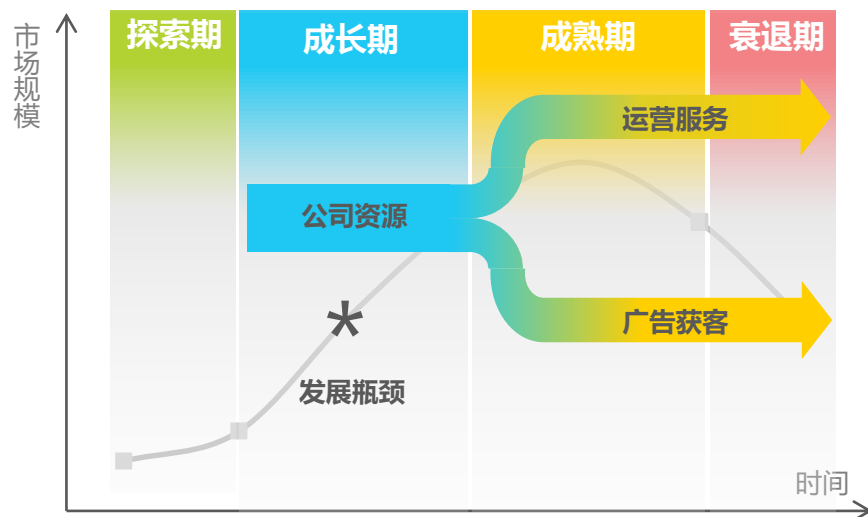 市场规模
探索期
成长期
成熟期
衰退期
运营服务
公司资源
广告获客
*
发展瓶颈
时间